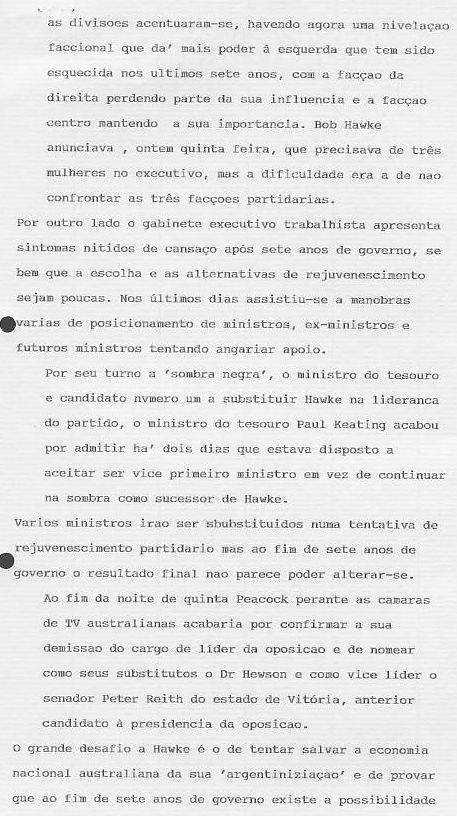 as divisoes acentuaram-se, havendo agora uma nivelaçao
faccional que da' mais poder à esquerda que tem sido
esquecida nos ultimos sete anos, com a facçao da
direita perdendo parte da sua influencia e a facçao
centro mantendo a sua importancia. Bob Hawke
anunciava , ontem quinta feira, que precisava de três
mulheres no executivo, mas a dificuldade era a de nao
confrontar as três facçoes partidarias.
Por outro lado o gabinete executivo trabalhista apresenta
sintomas nitidos de cansaço após sete anos de governo, se
bem que a escolha e as alternativas de rejuvenescimento
sejam poucas. Nos últimos dias assistiu-se a manobras
varias de posicionamento de ministros, ex-ministros e
futuros ministros tentando angariar apoio.
Por seu turno a 'sombra negra', o ministro do tesouro
e candidato nvmero um a substituir Hawke na lideranca
do partido, o ministro do tesouro Paul Keating acabou
por admitir ha' dois dias que estava disposto a
aceitar ser vice primeiro ministro em vez de continuar
na sombra como sucessor de Hawke.
Varios ministros irao ser sbubstituidos numa tentativa de
rejuvenescimento partidario mas ao fim de sete anos de
governo o resultado final nao parece poder alterar-se.
Ao fim da noite de quinta Peacock perante as camaras
de TV australianas acabaria por confirmar a sua
demissao do cargo de líder da oposicao e de nomear
como seus substitutos o Dr Hewson e como vice líder o
senador Peter Reith do estado de Vitória, anterior
candidato à presidencia da oposicao.
O grande desafio a Hawke é o de tentar salvar a economia
nacional australiana da sua 'argentiniziaçao' e de provar
que ao fim de sete anos de governo existe a possibilidade